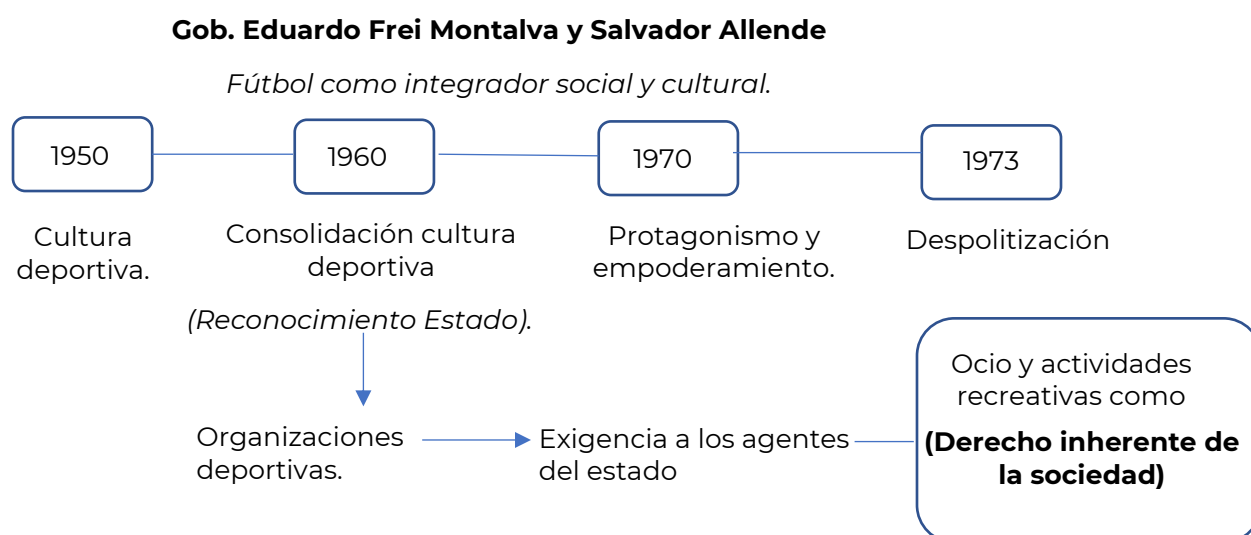 Gob. Eduardo Frei Montalva y Salvador Allende
Fútbol como integrador social y cultural.
1950
1960
1970
1973
Cultura
deportiva.
Consolidación cultura
deportiva
(Reconocimiento Estado).
Protagonismo y
empoderamiento.
Despolitización
Organizaciones
deportivas.
Exigencia a los agentes
del estado
Ocio y actividades
recreativas como
(Derecho inherente de
la sociedad)